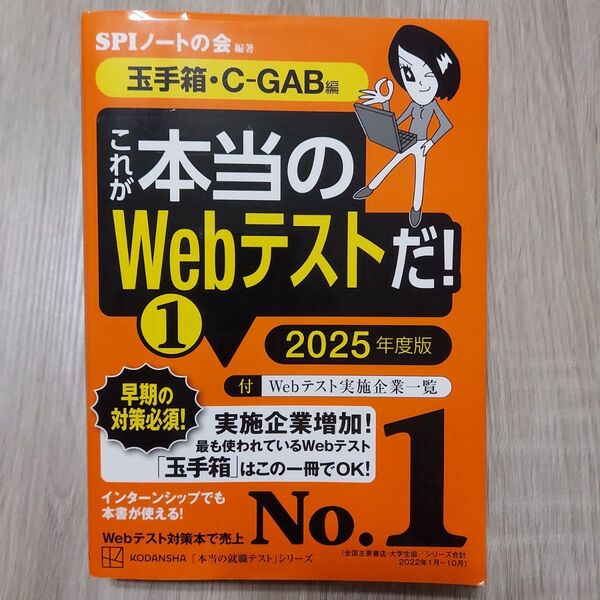 SPIノートの会 編著
玉手箱・C-GAB編
これが
本当の
Webテストだ!
1
2025年度版
付 Webテスト実施企業一覧
早期の
対策必須!
実施企業増加!
最も使われているWebテスト
「玉手箱」はこの一冊でOK!
インターンシップでも
本書が使える!
Webテスト対策本で売上
No.1
KODANSHA 「本当の就職テスト」シリーズ
(全国主要書店・大学生協/シリーズ合計
2022年1月〜10月)